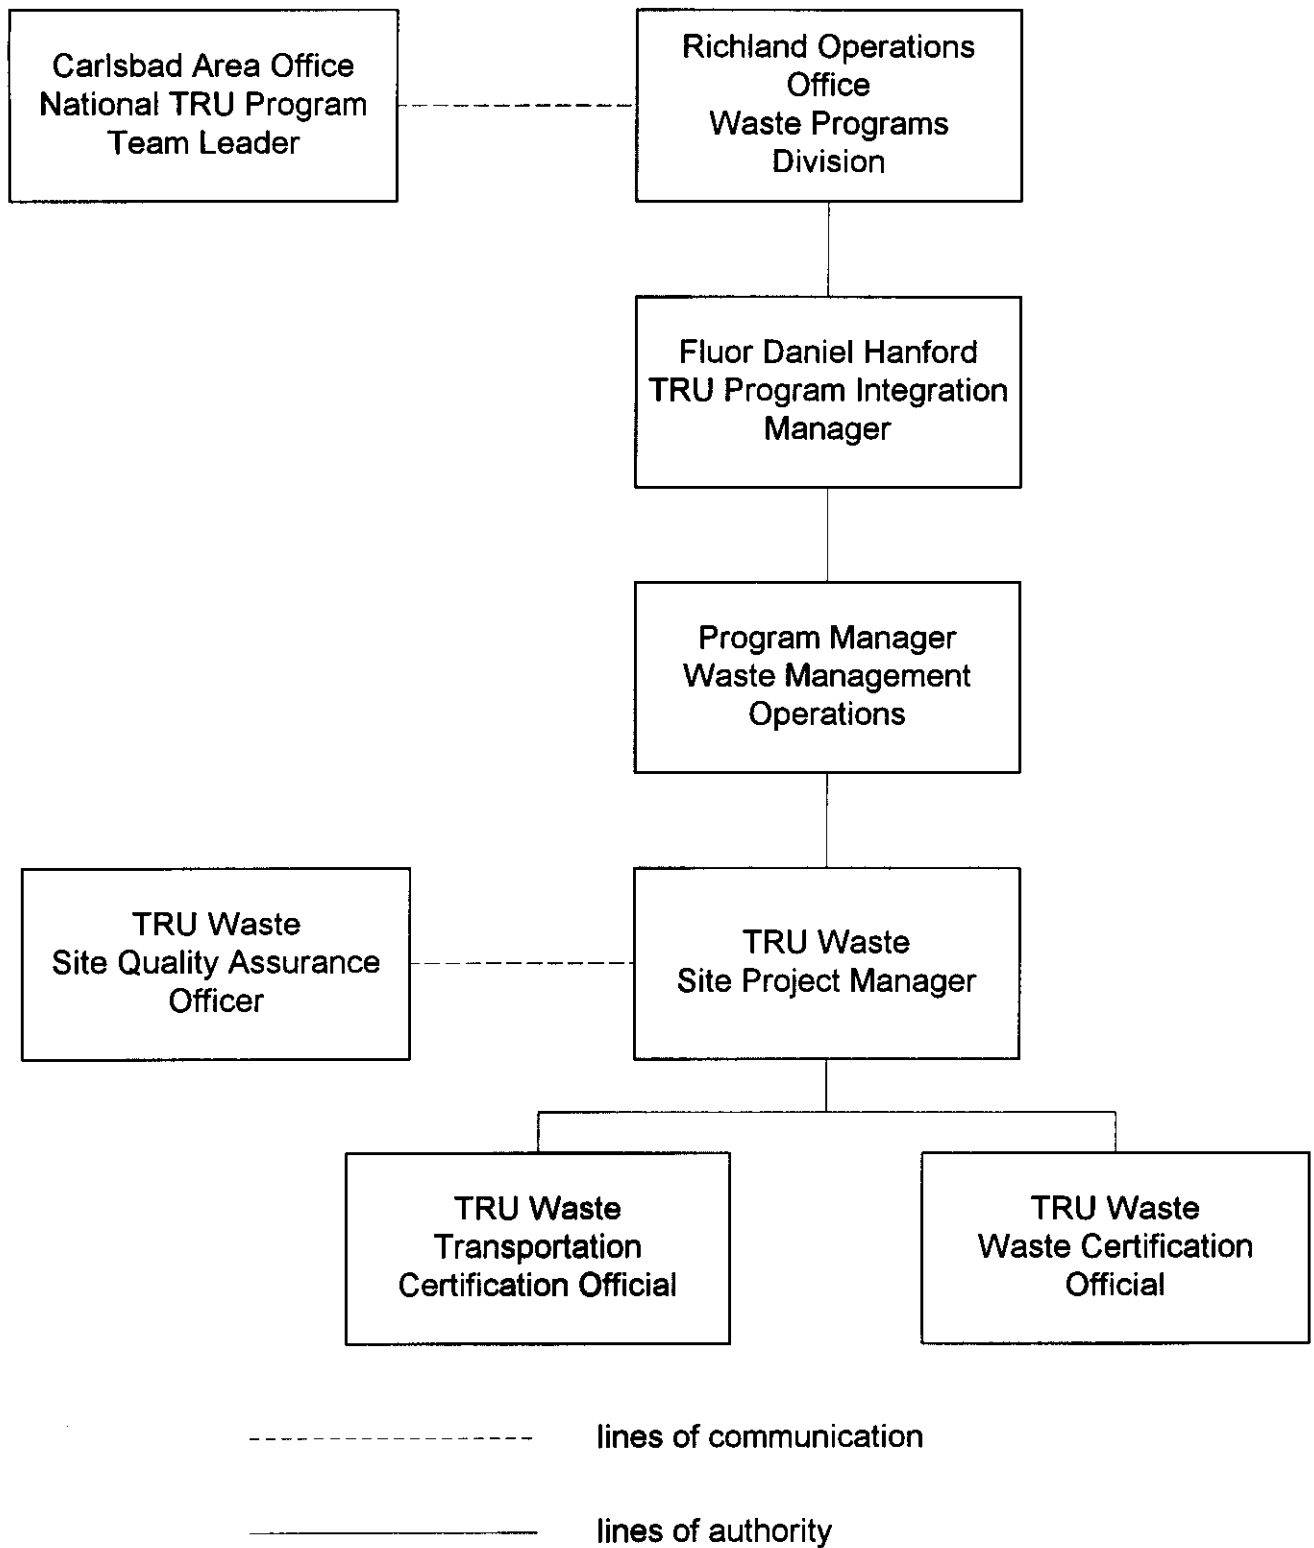 Carlsbad Area Office
National TRU Program
Team Leader
Richland Operations
Office
Waste Programs
Division
Fluor Daniel Hanford
TRU Program Integration
Manager
Program Manager
Waste Management
Operations
TRU Waste
Site Quality Assurance
Officer
TRU Waste
Site Project Manager
TRU Waste
Transportation
Certification Official
TRU Waste
Waste Certification
Official
lines of communication
lines of authority